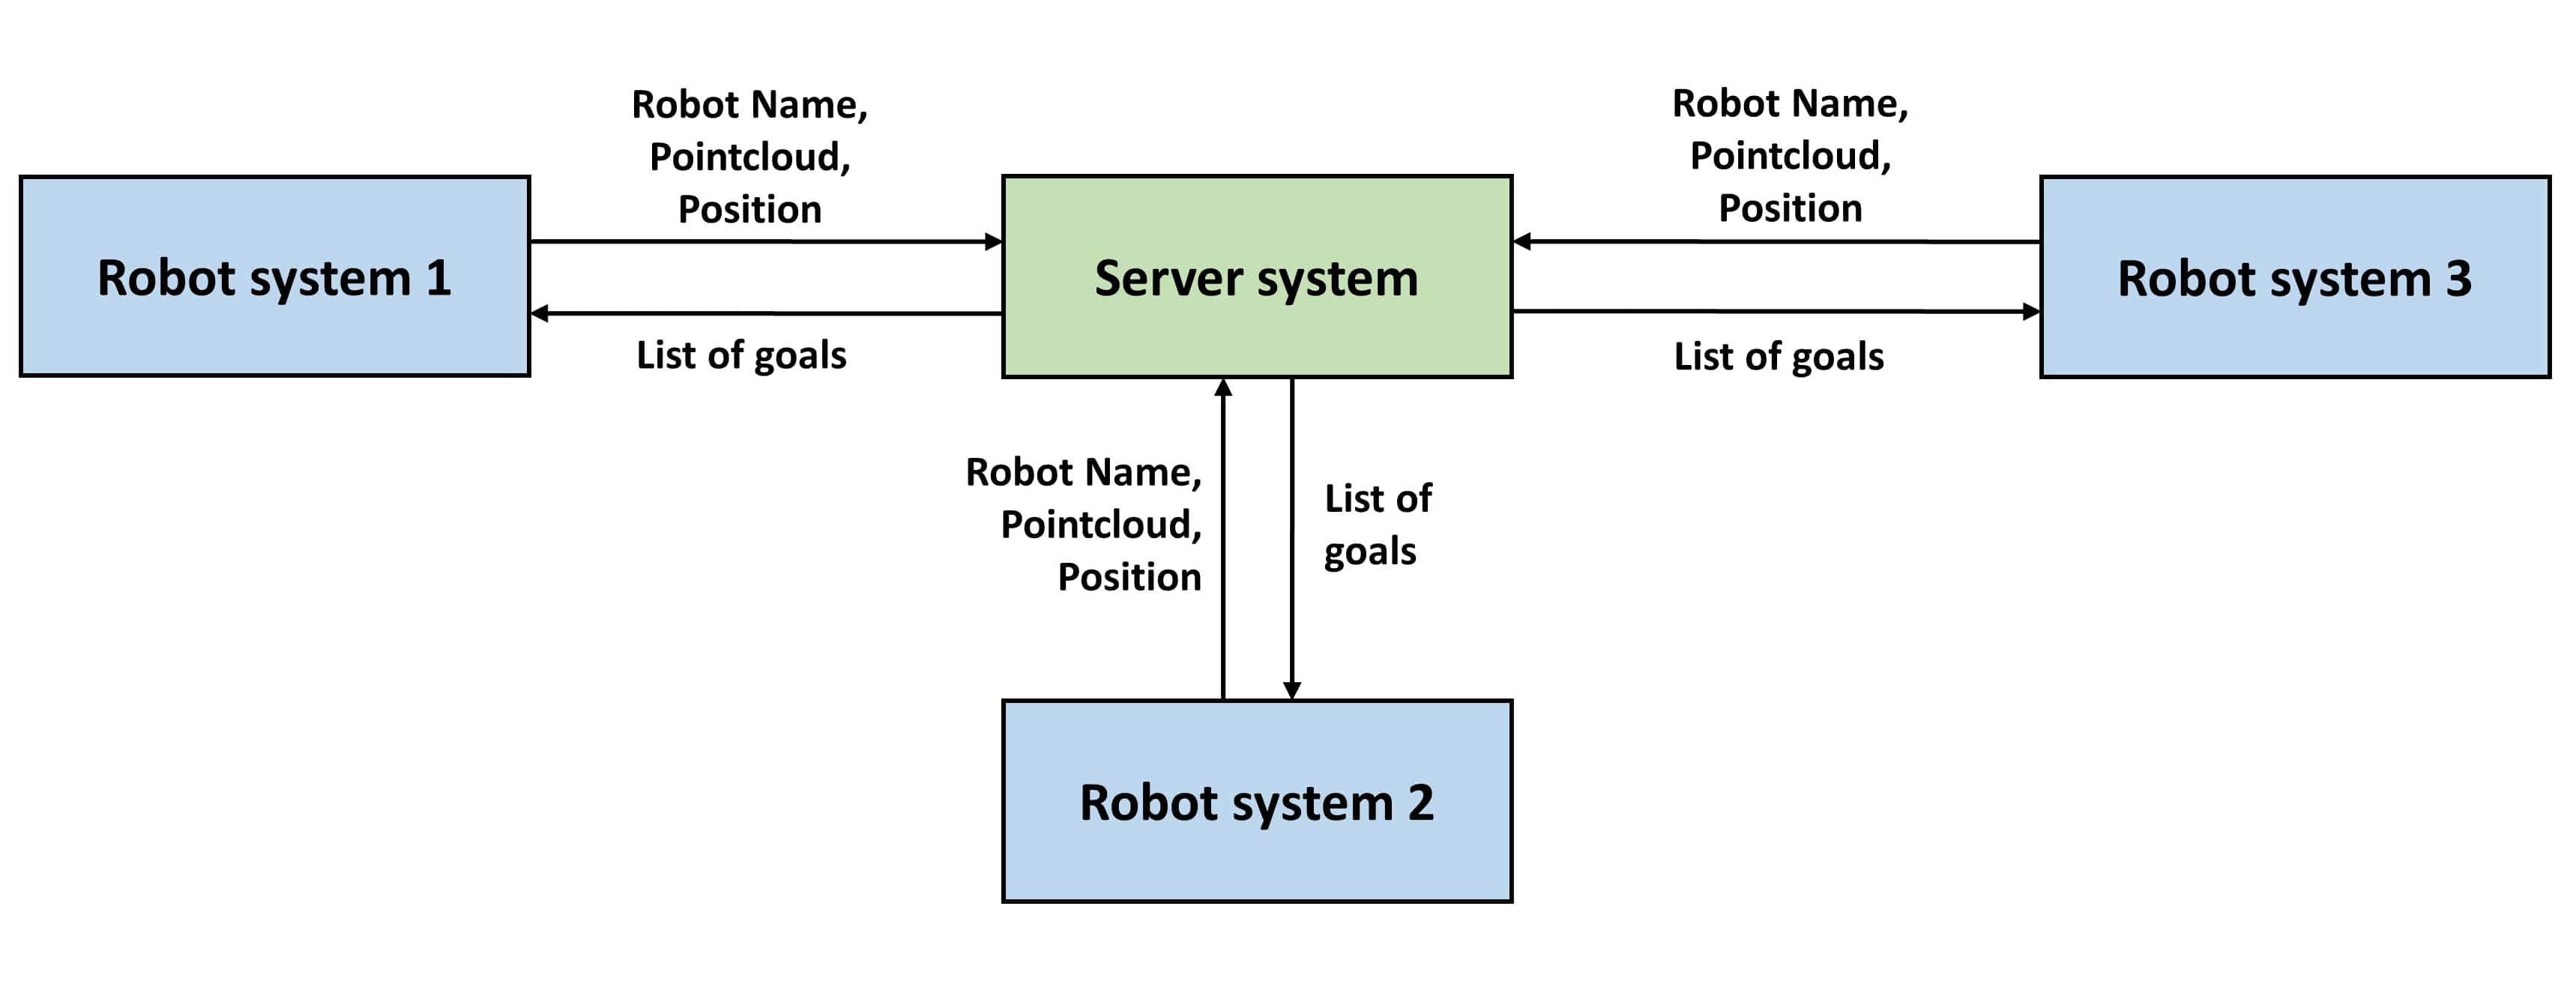 Robot Name,
Pointcloud,
Position
Robot Name,
Pointcloud,
Position
Robot system 1
Server system
Robot system 3
List of goals
List of goals
Robot Name,
Pointcloud,
Position
List of
goals
Robot system 2